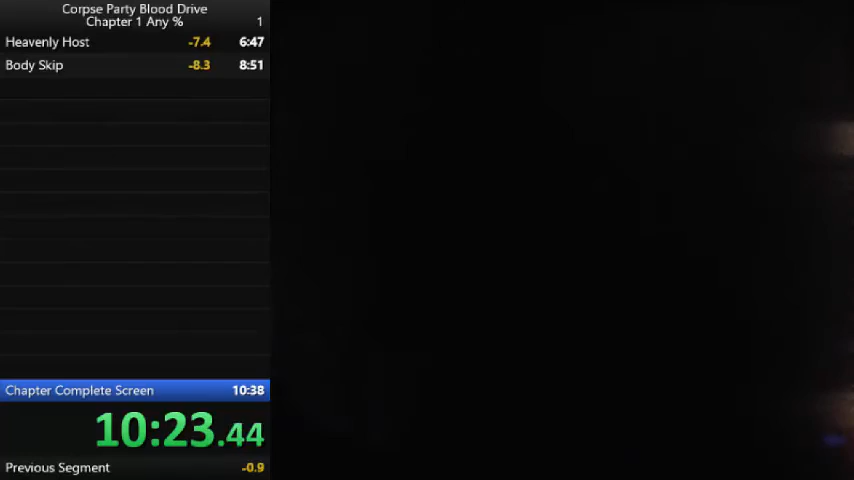 Corpse Party Blood Drive
Chapter 1 Any % 1
Heavenly Host -7.4 6:47
Body Skip -8.3 8:51
Chapter Complete Screen 10:38
10:23.44
Previous Segment -0.9